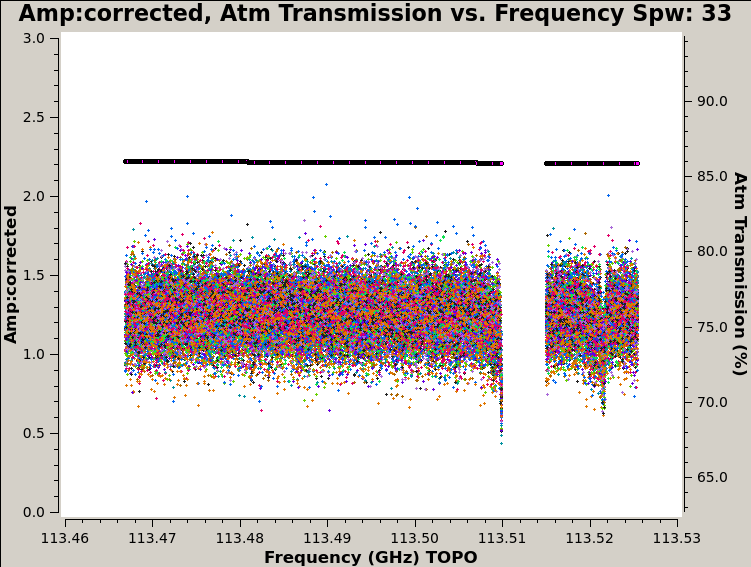 Amp:corrected, Atm Transmission vs. Frequency Spw: 33
3.0
2.5
2.0
1.5
1.0
0.5
0.0
Amp:corrected
90.0
85.0
80.0
75.0
70.0
65.0
Atm Transmission (%)
113.46 113.47 113.48 113.49 113.50 113.51 113.52 113.53
Frequency (GHz) TOPO